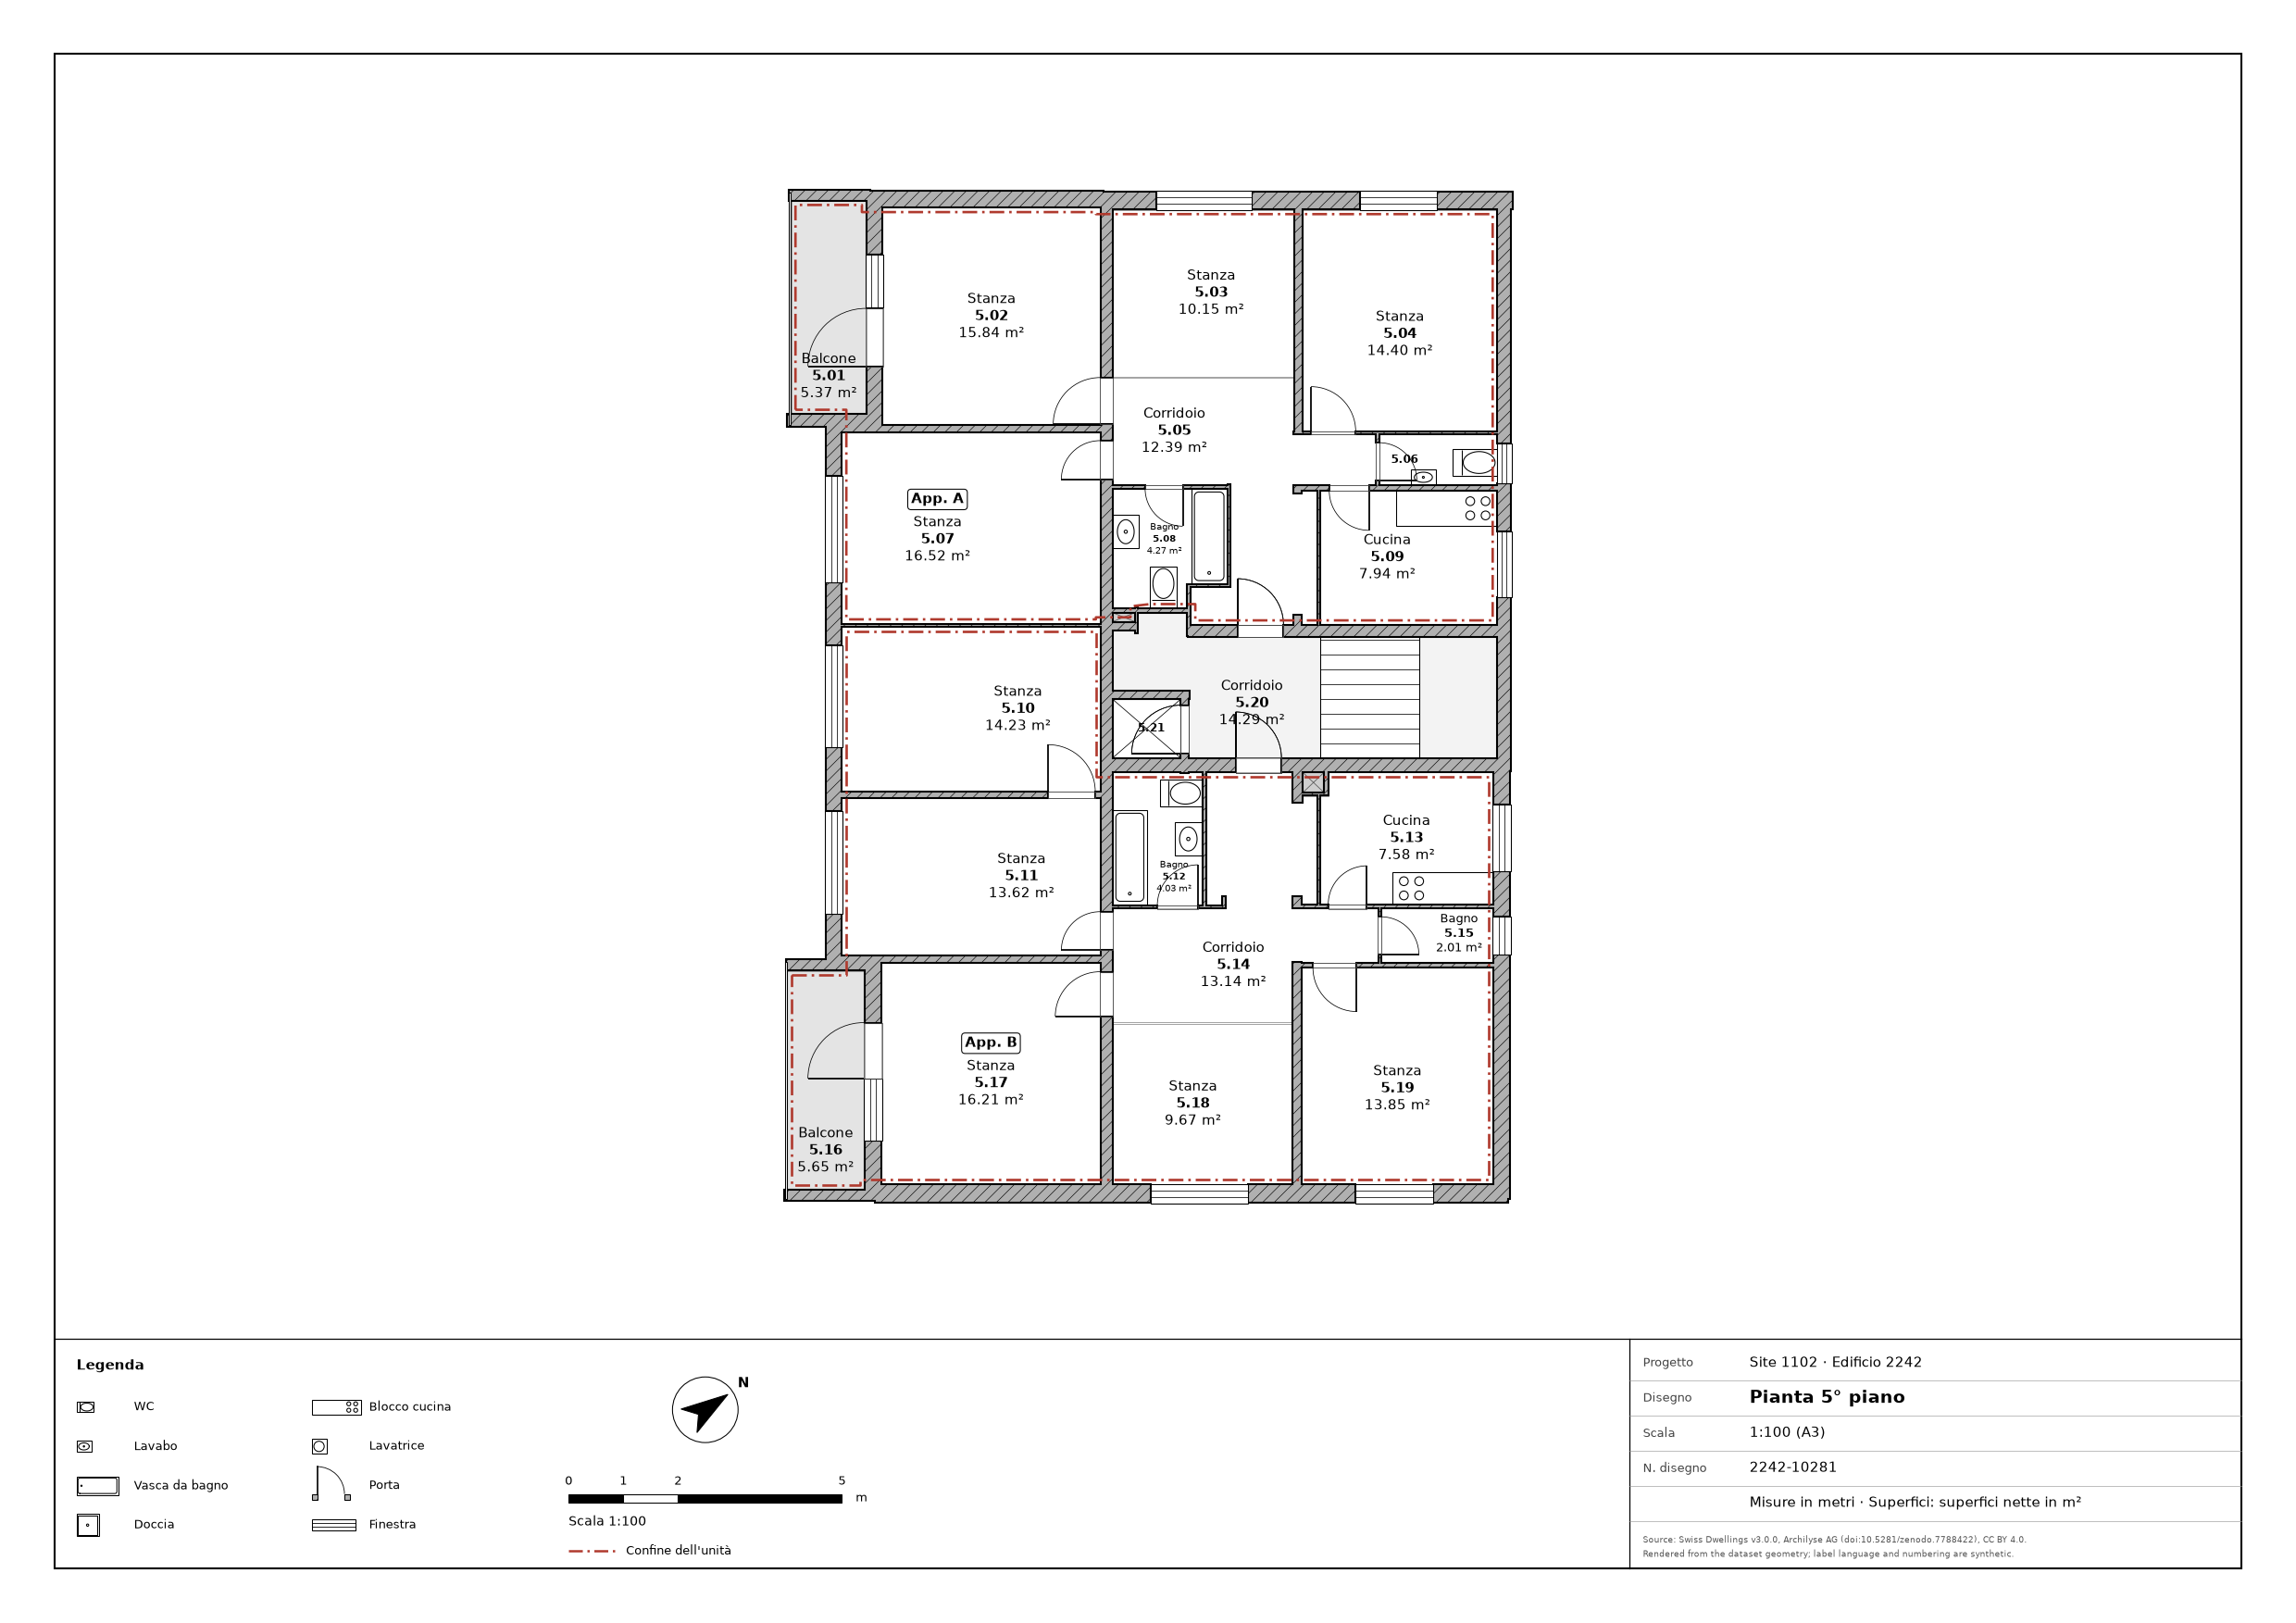 Stanza
5.02
15.84 m²
Stanza
5.03
10.15 m²
Stanza
5.04
14.40 m²
Balcone
5.01
5.37 m²
Corridoio
5.05
12.39 m²
5.06
App. A
Stanza
5.07
16.52 m²
Bagno
5.08
4.27 m²
Cucina
5.09
7.94 m²
Stanza
5.10
14.23 m²
Corridoio
5.20
14.29 m²
5.21
Stanza
5.11
13.62 m²
Bagno
5.12
4.03 m²
Cucina
5.13
7.58 m²
Corridoio
5.14
13.14 m²
Bagno
5.15
2.01 m²
App. B
Stanza
5.17
16.21 m²
Balcone
5.16
5.65 m²
Stanza
5.18
9.67 m²
Stanza
5.19
13.85 m²
Legenda
WC
Lavabo
Vasca da bagno
Doccia
Blocco cucina
Lavatrice
Porta
Finestra
N
0 1 2 5 m
Scala 1:100
Confine dell'unità
Progetto Site 1102 · Edificio 2242
Disegno Pianta 5° piano
Scala 1:100 (A3)
N. disegno 2242-10281
Misure in metri · Superfici: superfici nette in m²
Source: Swiss Dwellings v3.0.0, Archilyse AG (doi:10.5281/zenodo.7788422), CC BY 4.0.
Rendered from the dataset geometry; label language and numbering are synthetic.